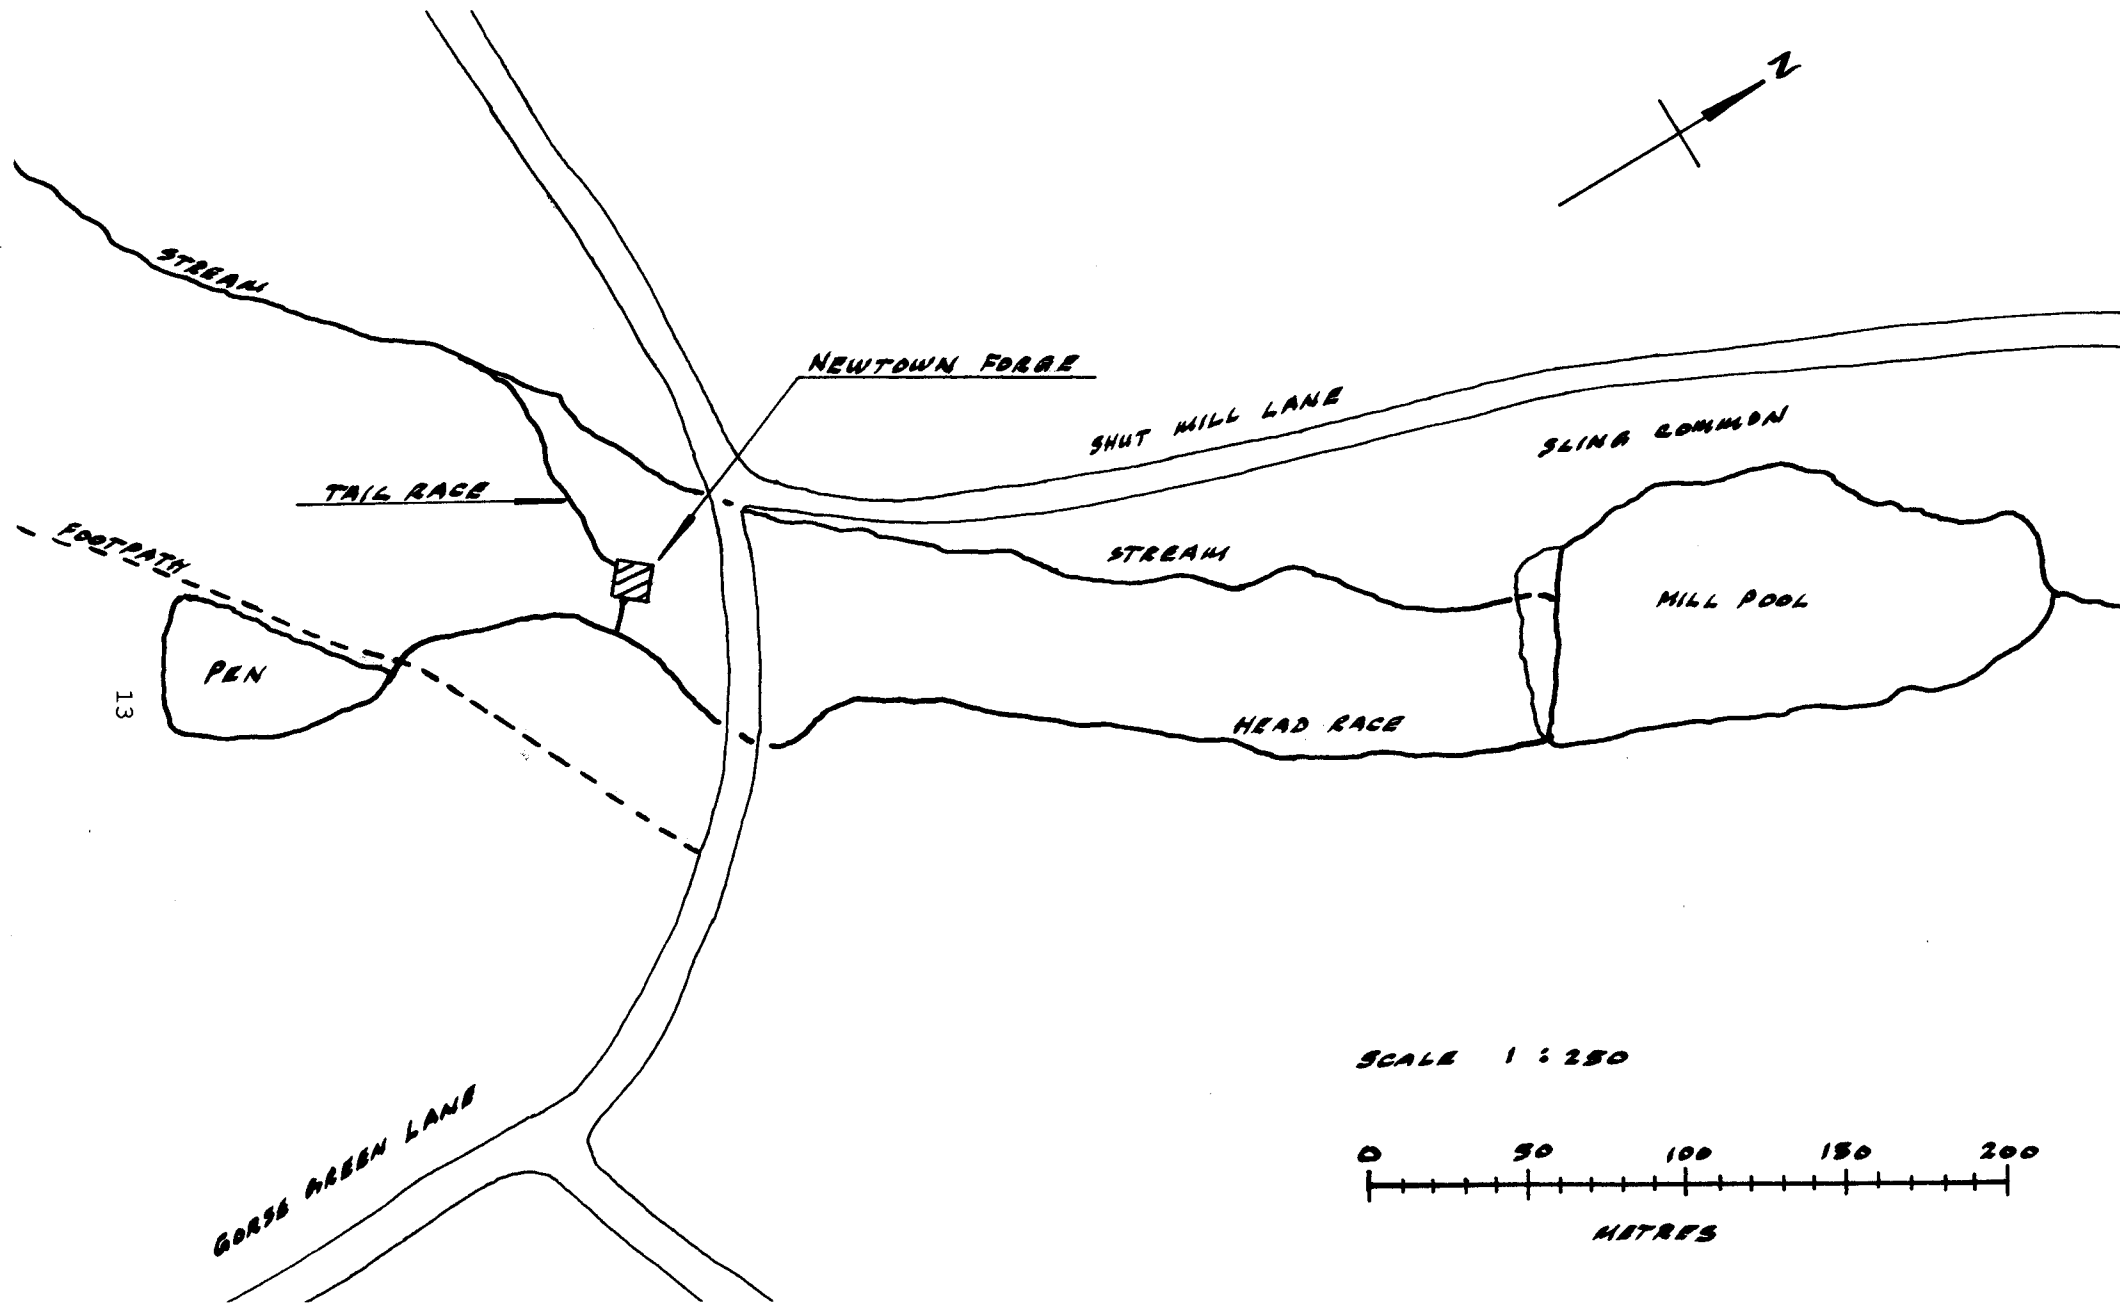 N
STREAM
NEWTOWN FORGE
SHUT MILL LANE
SLING COMMON
TAIL RACE
FOOTPATH
STREAM
MILL POOL
PEN
13
HEAD RACE
GORSE GREEN LANE
SCALE 1 : 250
0 50 100 150 200
METRES